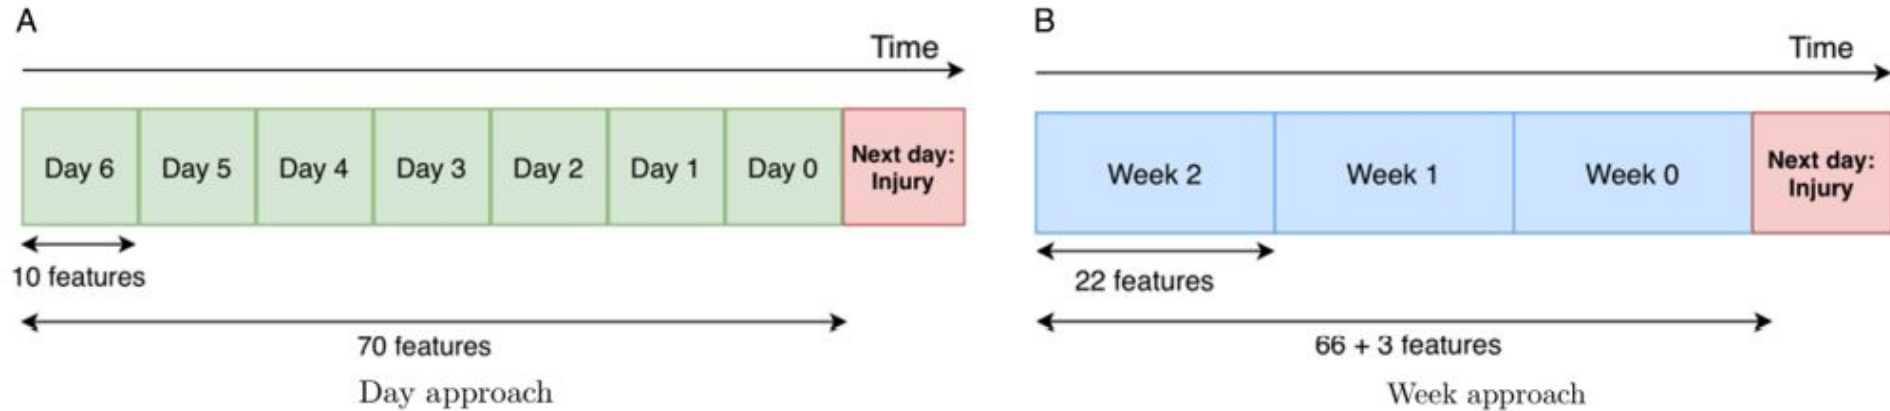 A
Time
Day 6
Day 5
Day 4
Day 3
Day 2
Day 1
Day 0
Next day:
Injury
10 features
70 features
Day approach
B
Time
Week 2
Week 1
Week 0
Next day:
Injury
22 features
66 + 3 features
Week approach